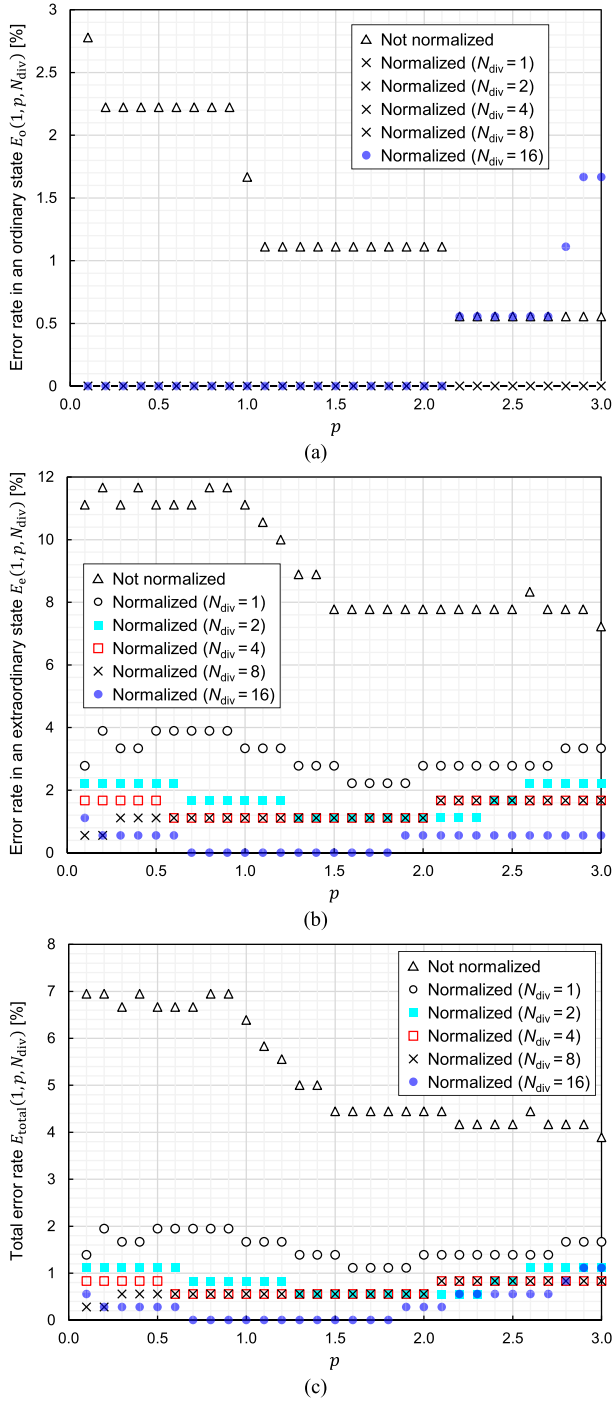 Error rate in an ordinary state E_o(1, p, N_div) [%]
3
2.5
2
1.5
1
0.5
0
0.0 0.5 1.0 1.5 2.0 2.5 3.0
p
Not normalized
Normalized (N_div = 1)
Normalized (N_div = 2)
Normalized (N_div = 4)
Normalized (N_div = 8)
Normalized (N_div = 16)
(a)
Error rate in an extraordinary state E_e(1, p, N_div) [%]
12
10
8
6
4
2
0
0.0 0.5 1.0 1.5 2.0 2.5 3.0
p
Not normalized
Normalized (N_div = 1)
Normalized (N_div = 2)
Normalized (N_div = 4)
Normalized (N_div = 8)
Normalized (N_div = 16)
(b)
Total error rate E_total(1, p, N_div) [%]
8
7
6
5
4
3
2
1
0
0.0 0.5 1.0 1.5 2.0 2.5 3.0
p
Not normalized
Normalized (N_div = 1)
Normalized (N_div = 2)
Normalized (N_div = 4)
Normalized (N_div = 8)
Normalized (N_div = 16)
(c)